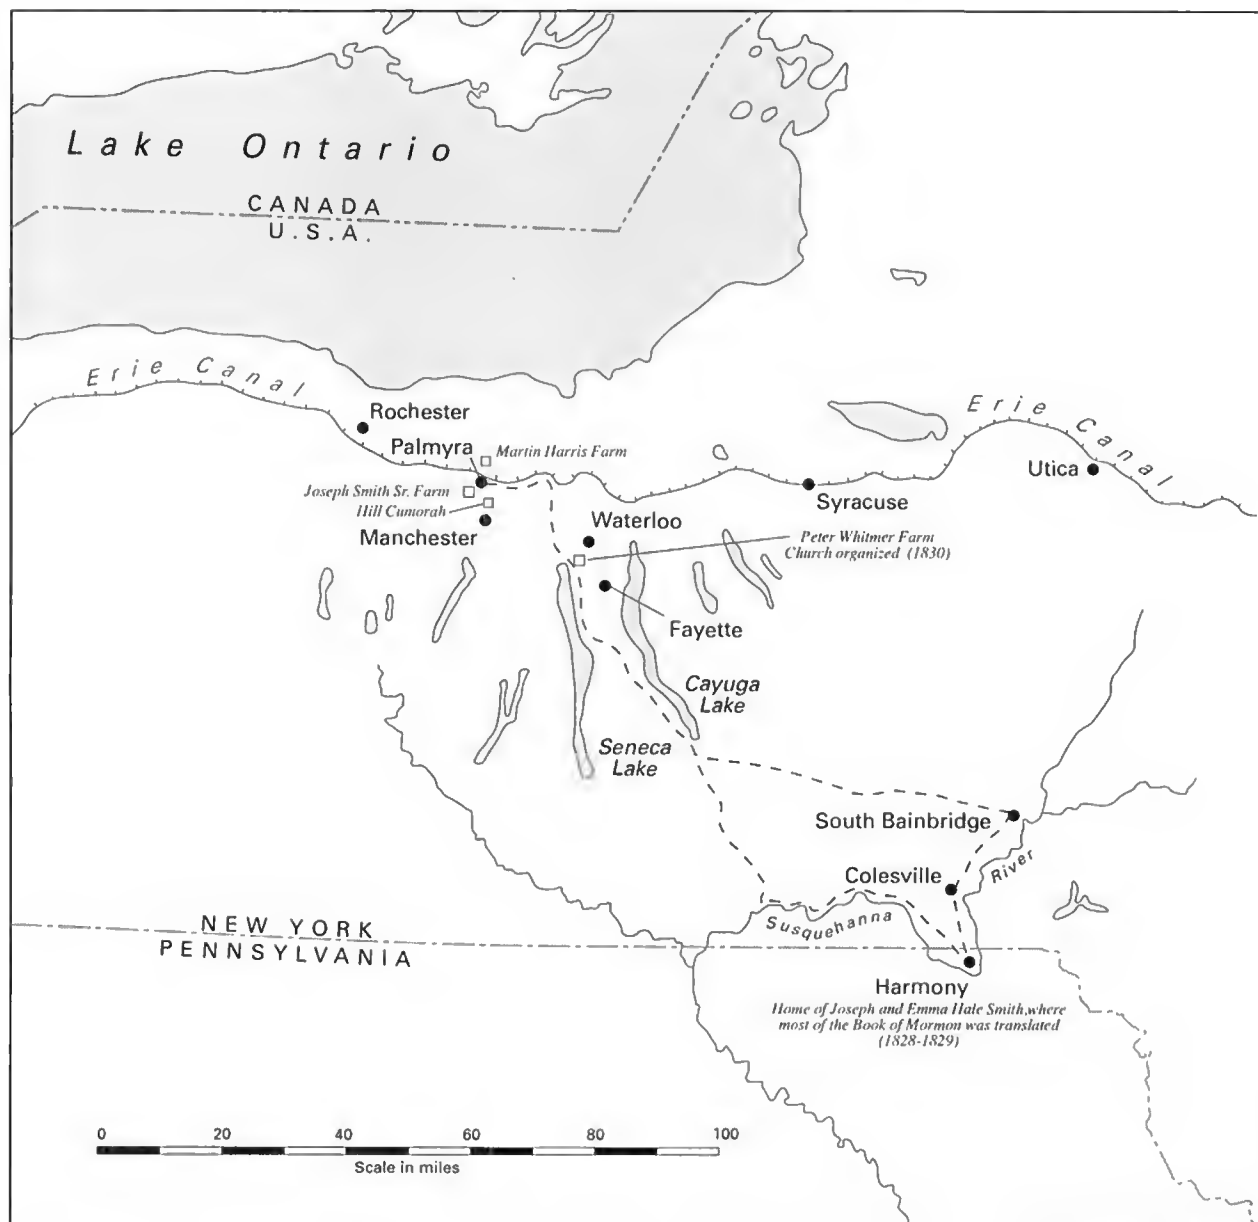 Lake Ontario
CANADA
U.S.A.
Erie Canal
Rochester
Palmyra
Martin Harris Farm
Joseph Smith Sr. Farm
Hill Cumorah
Manchester
Waterloo
Syracuse
Utica
Erie Canal
Peter Whitmer Farm
Church organized (1830)
Fayette
Cayuga
Lake
Seneca
Lake
South Bainbridge
Colesville
River
Susquehanna
NEW YORK
PENNSYLVANIA
Harmony
Home of Joseph and Emma Hale Smith, where
most of the Book of Mormon was translated
(1828-1829)
0 20 40 60 80 100
Scale in miles